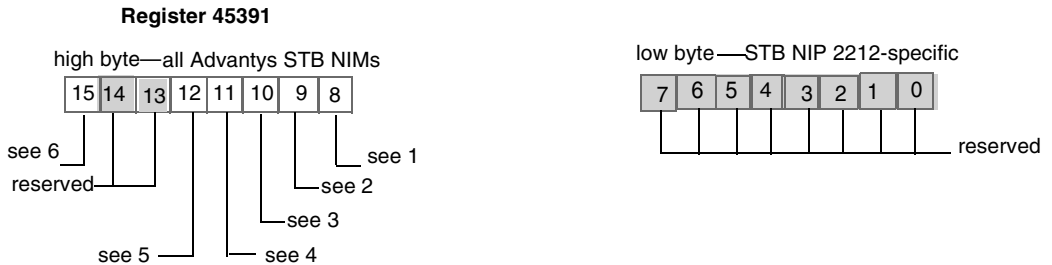 Register 45391
high byte—all Advantys STB NIMs
15 14 13 12 11 10 9 8
see 6
reserved
see 1
see 2
see 3
see 5
see 4
low byte—STB NIP 2212-specific
7 6 5 4 3 2 1 0
reserved